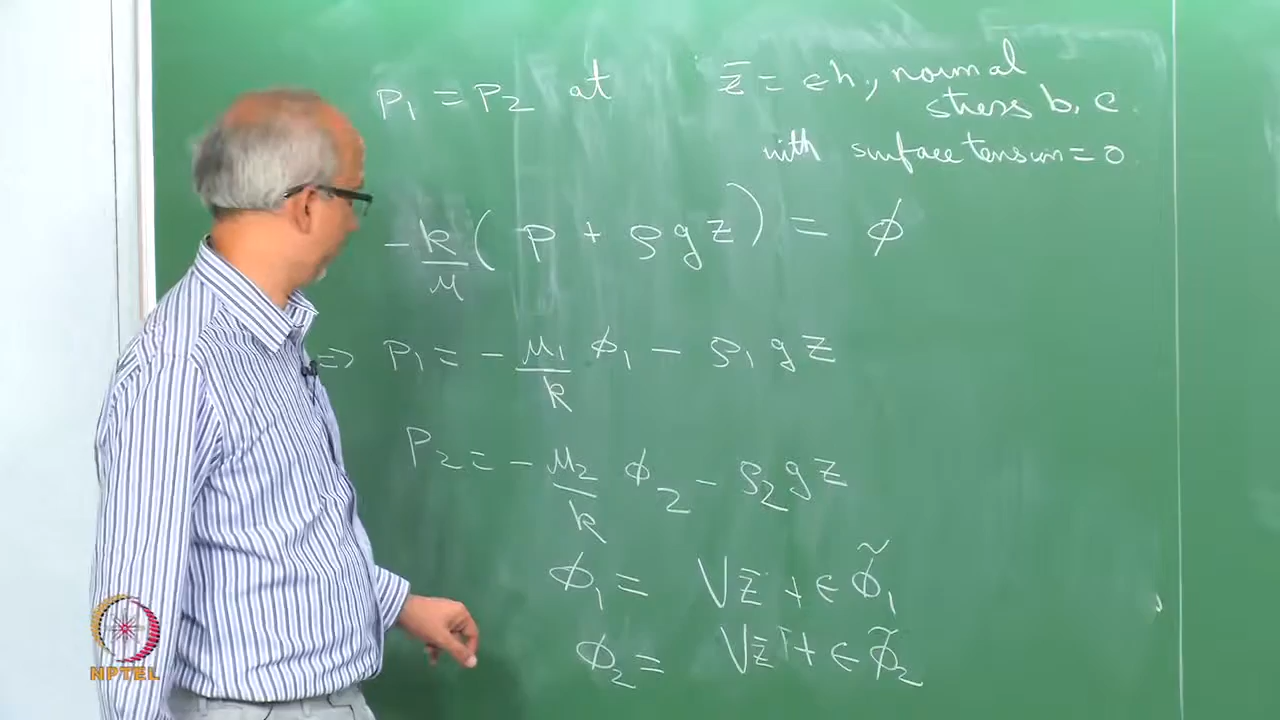 P₁ = P₂ at z̄ = ϵh, normal
stress b.c.
with surface tension = 0
-k/μ ( p + ρgz ) = ϕ
⇒ P₁ = - μ₁/k ϕ₁ - ρ₁gz
P₂ = - μ₂/k ϕ₂ - ρ₂gz
ϕ₁ = Vz̄ + ϵϕ̃₁
ϕ₂ = Vz̄ + ϵϕ̃₂
NPTEL